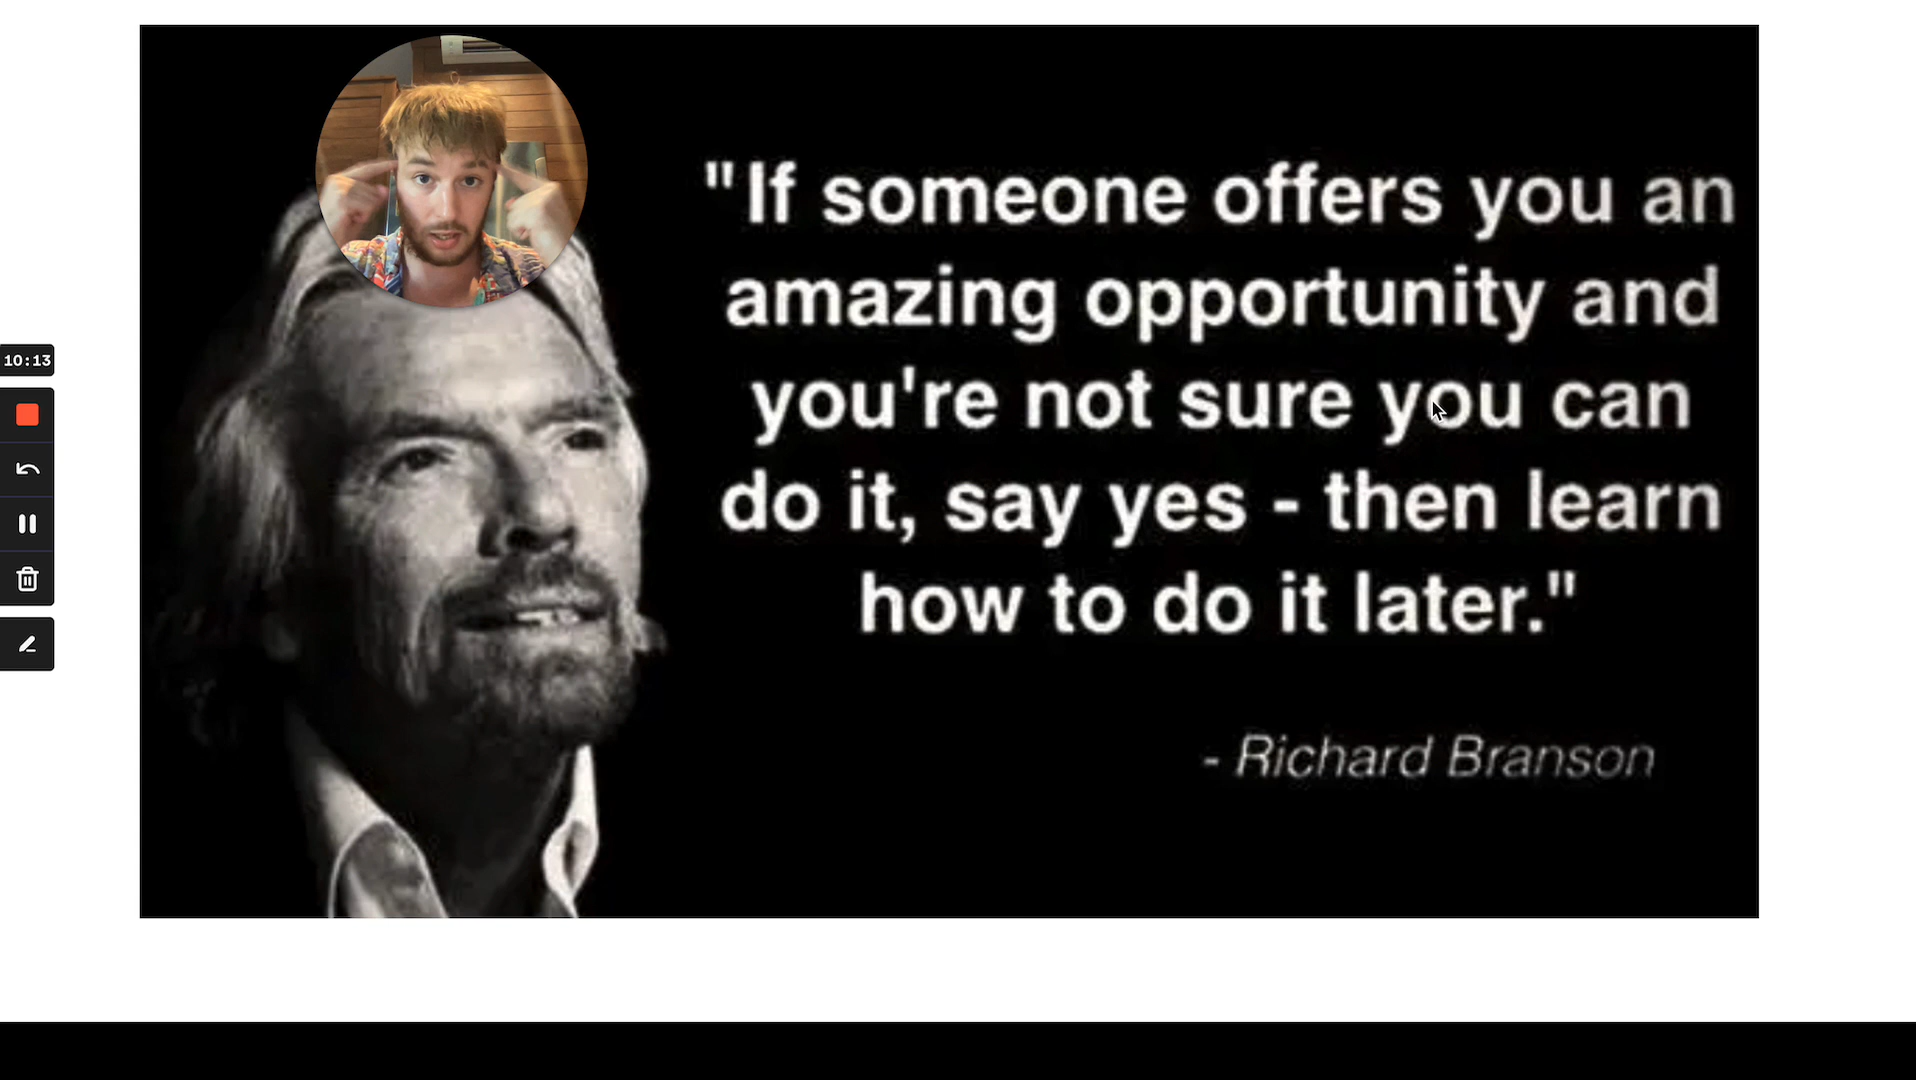 "If someone offers you an
amazing opportunity and
you're not sure you can
do it, say yes - then learn
how to do it later."
- Richard Branson
10:13